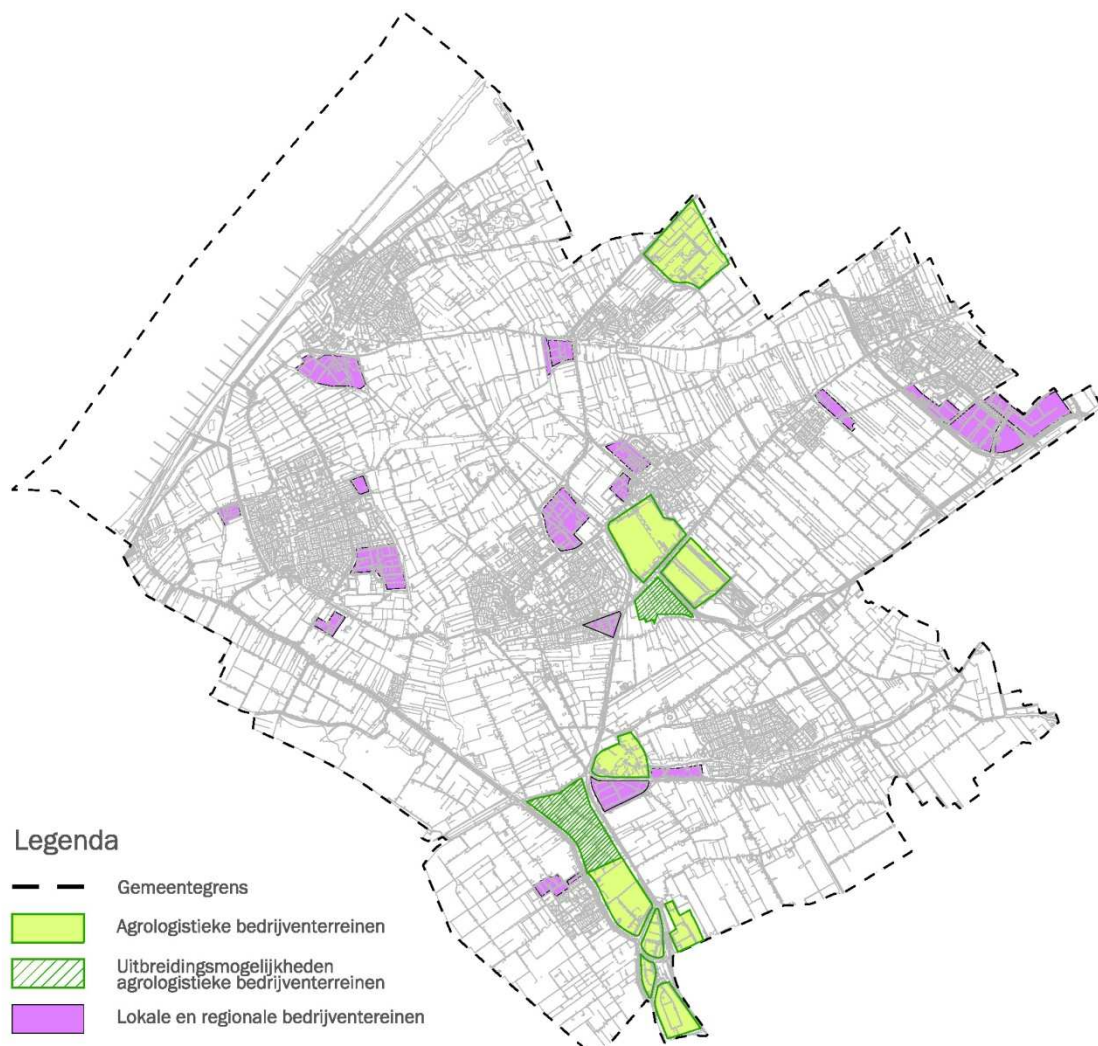 Legenda
Gemeentegrens
Agrologistieke bedrijventerreinen
Uitbreidingsmogelijkheden
agrologistieke bedrijventerreinen
Lokale en regionale bedrijventereinen